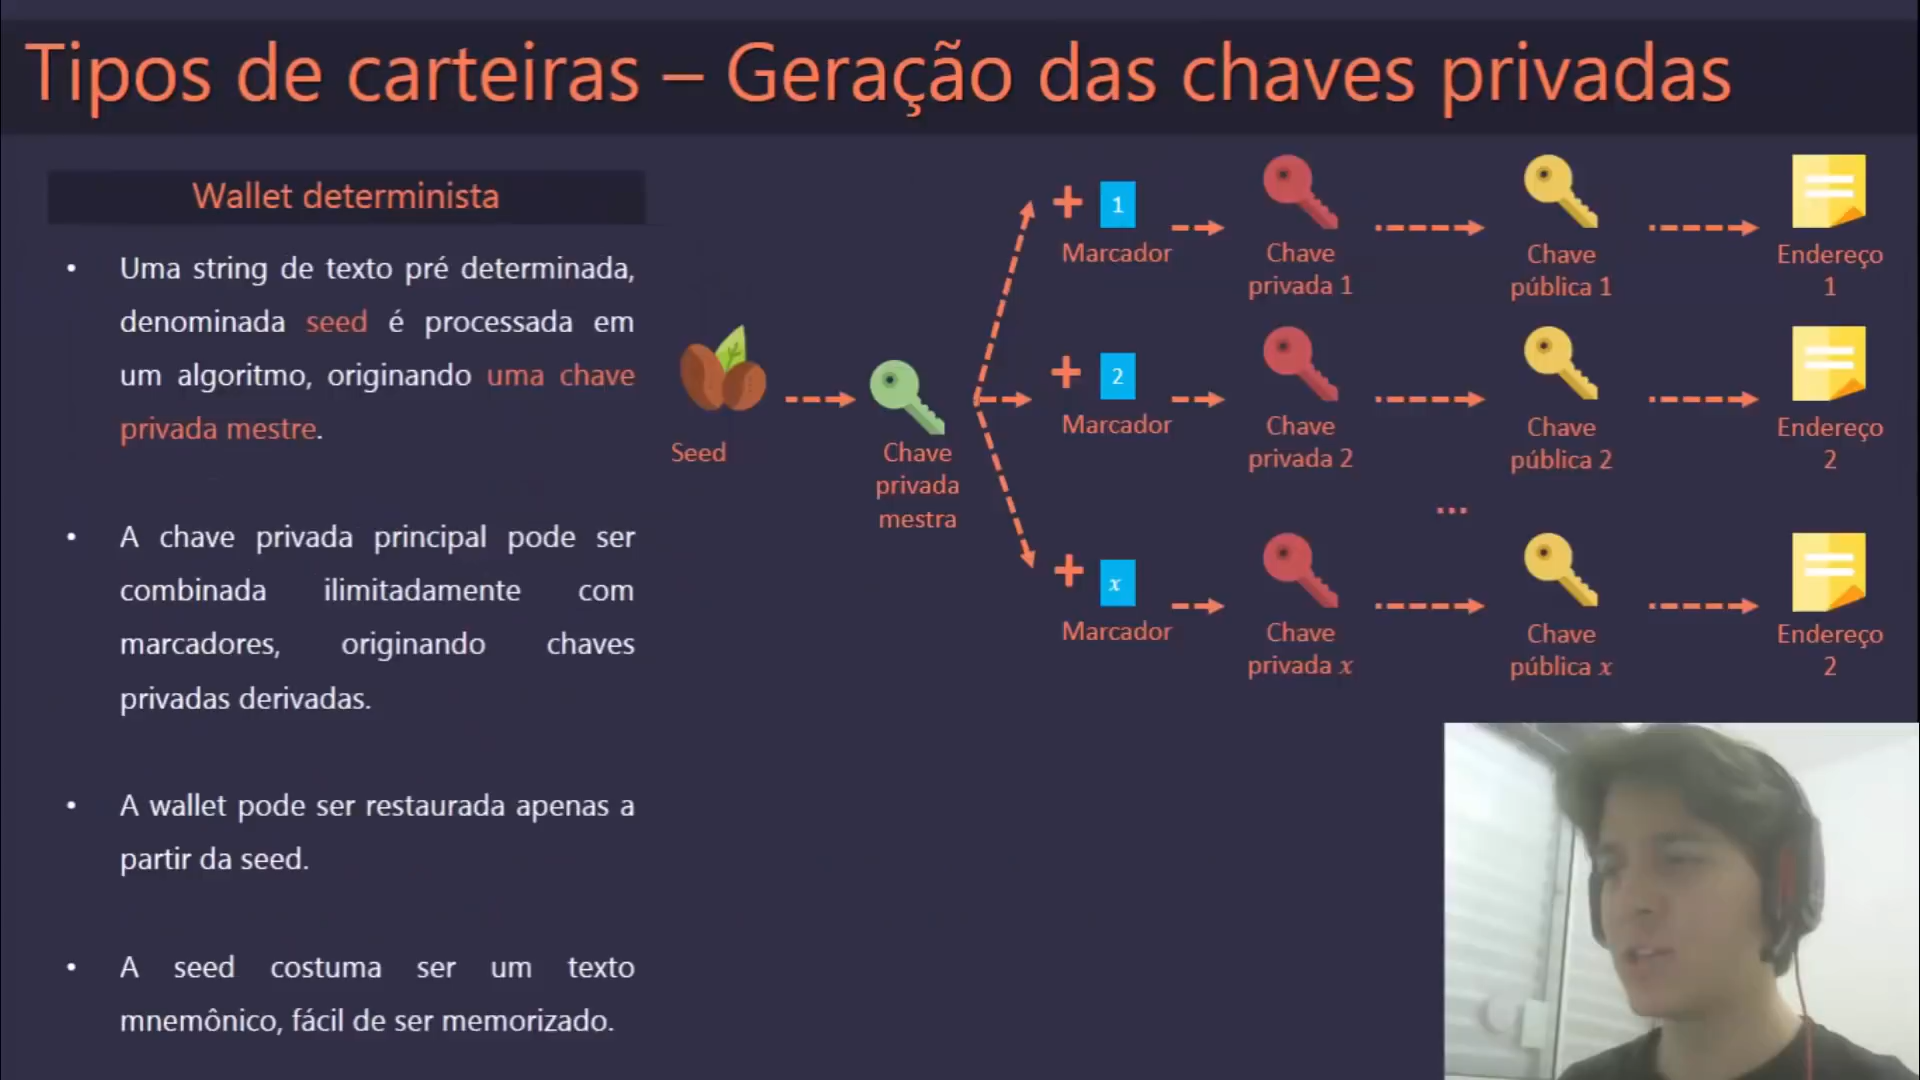 Tipos de carteiras – Geração das chaves privadas
Wallet determinista
• Uma string de texto pré determinada,
denominada seed é processada em
um algoritmo, originando uma chave
privada mestre.
• A chave privada principal pode ser
combinada ilimitadamente com
marcadores, originando chaves
privadas derivadas.
• A wallet pode ser restaurada apenas a
partir da seed.
• A seed costuma ser um texto
mnemônico, fácil de ser memorizado.
Seed
Chave
privada
mestra
+ 1
Marcador
Chave
privada 1
Chave
pública 1
Endereço
1
+ 2
Marcador
Chave
privada 2
Chave
pública 2
Endereço
2
...
+ x
Marcador
Chave
privada x
Chave
pública x
Endereço
2